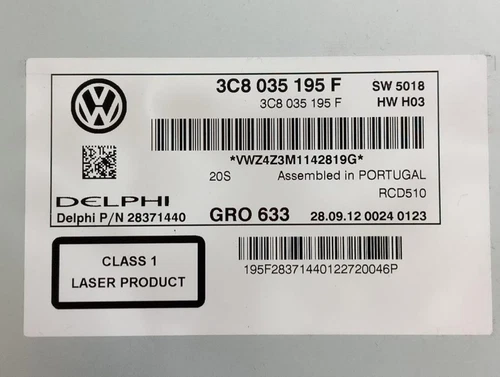 3C8 035 195 F SW 5018
3C8 035 195 F HW H03
*VWZ4Z3M1142819G*
20S Assembled in PORTUGAL
RCD510
DELPHI
Delphi P/N 28371440 GRO 633 28.09.12 0024 0123
CLASS 1
LASER PRODUCT
195F28371440122720046P